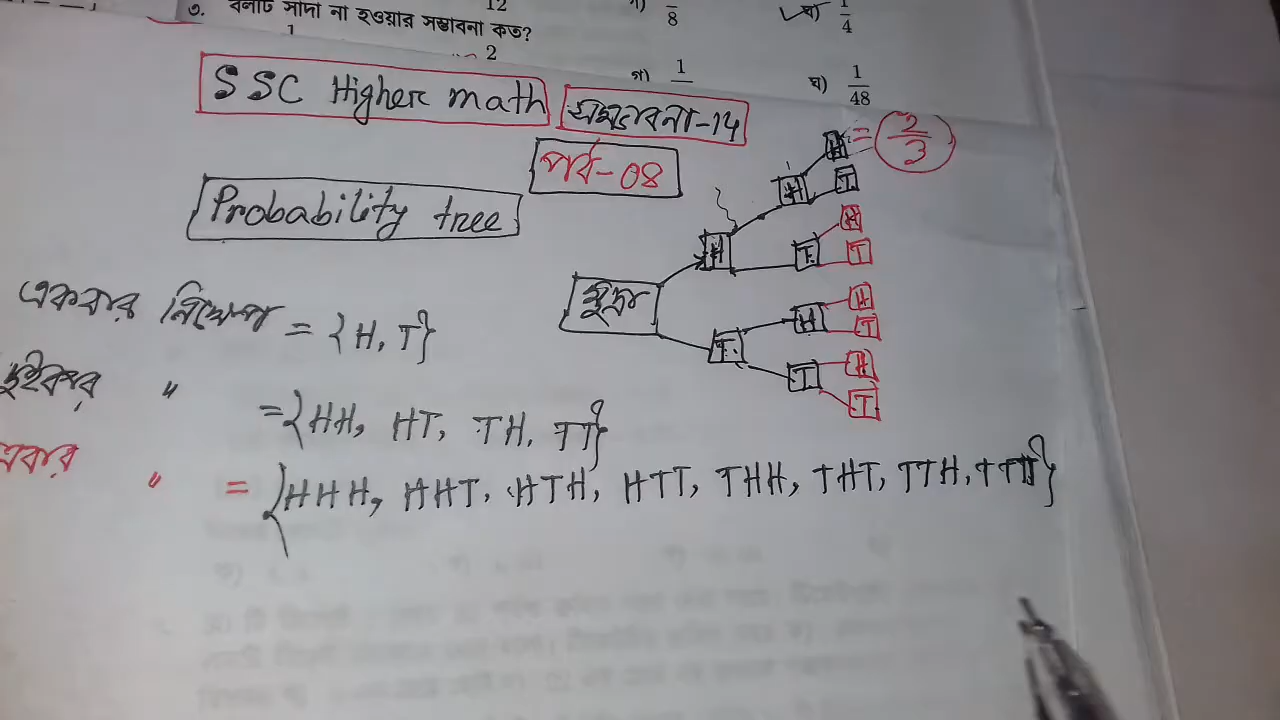 ৩. বলটি সাদা না হওয়ার সম্ভাবনা কত?
12
1
2
গ) 1
8
ঘ) 1/4
ঘ) 1/48
SSC Higher math সম্ভাবনা-14
পর্ব-08
Probability tree
H = 2/3
H T
H T H T
মুদ্রা
T H H T
T H T
একবার নিক্ষেপ = {H, T}
দুইবার " = {HH, HT, TH, TT}
" = {HHH, HHT, HTH, HTT, THH, THT, TTH, TTT}